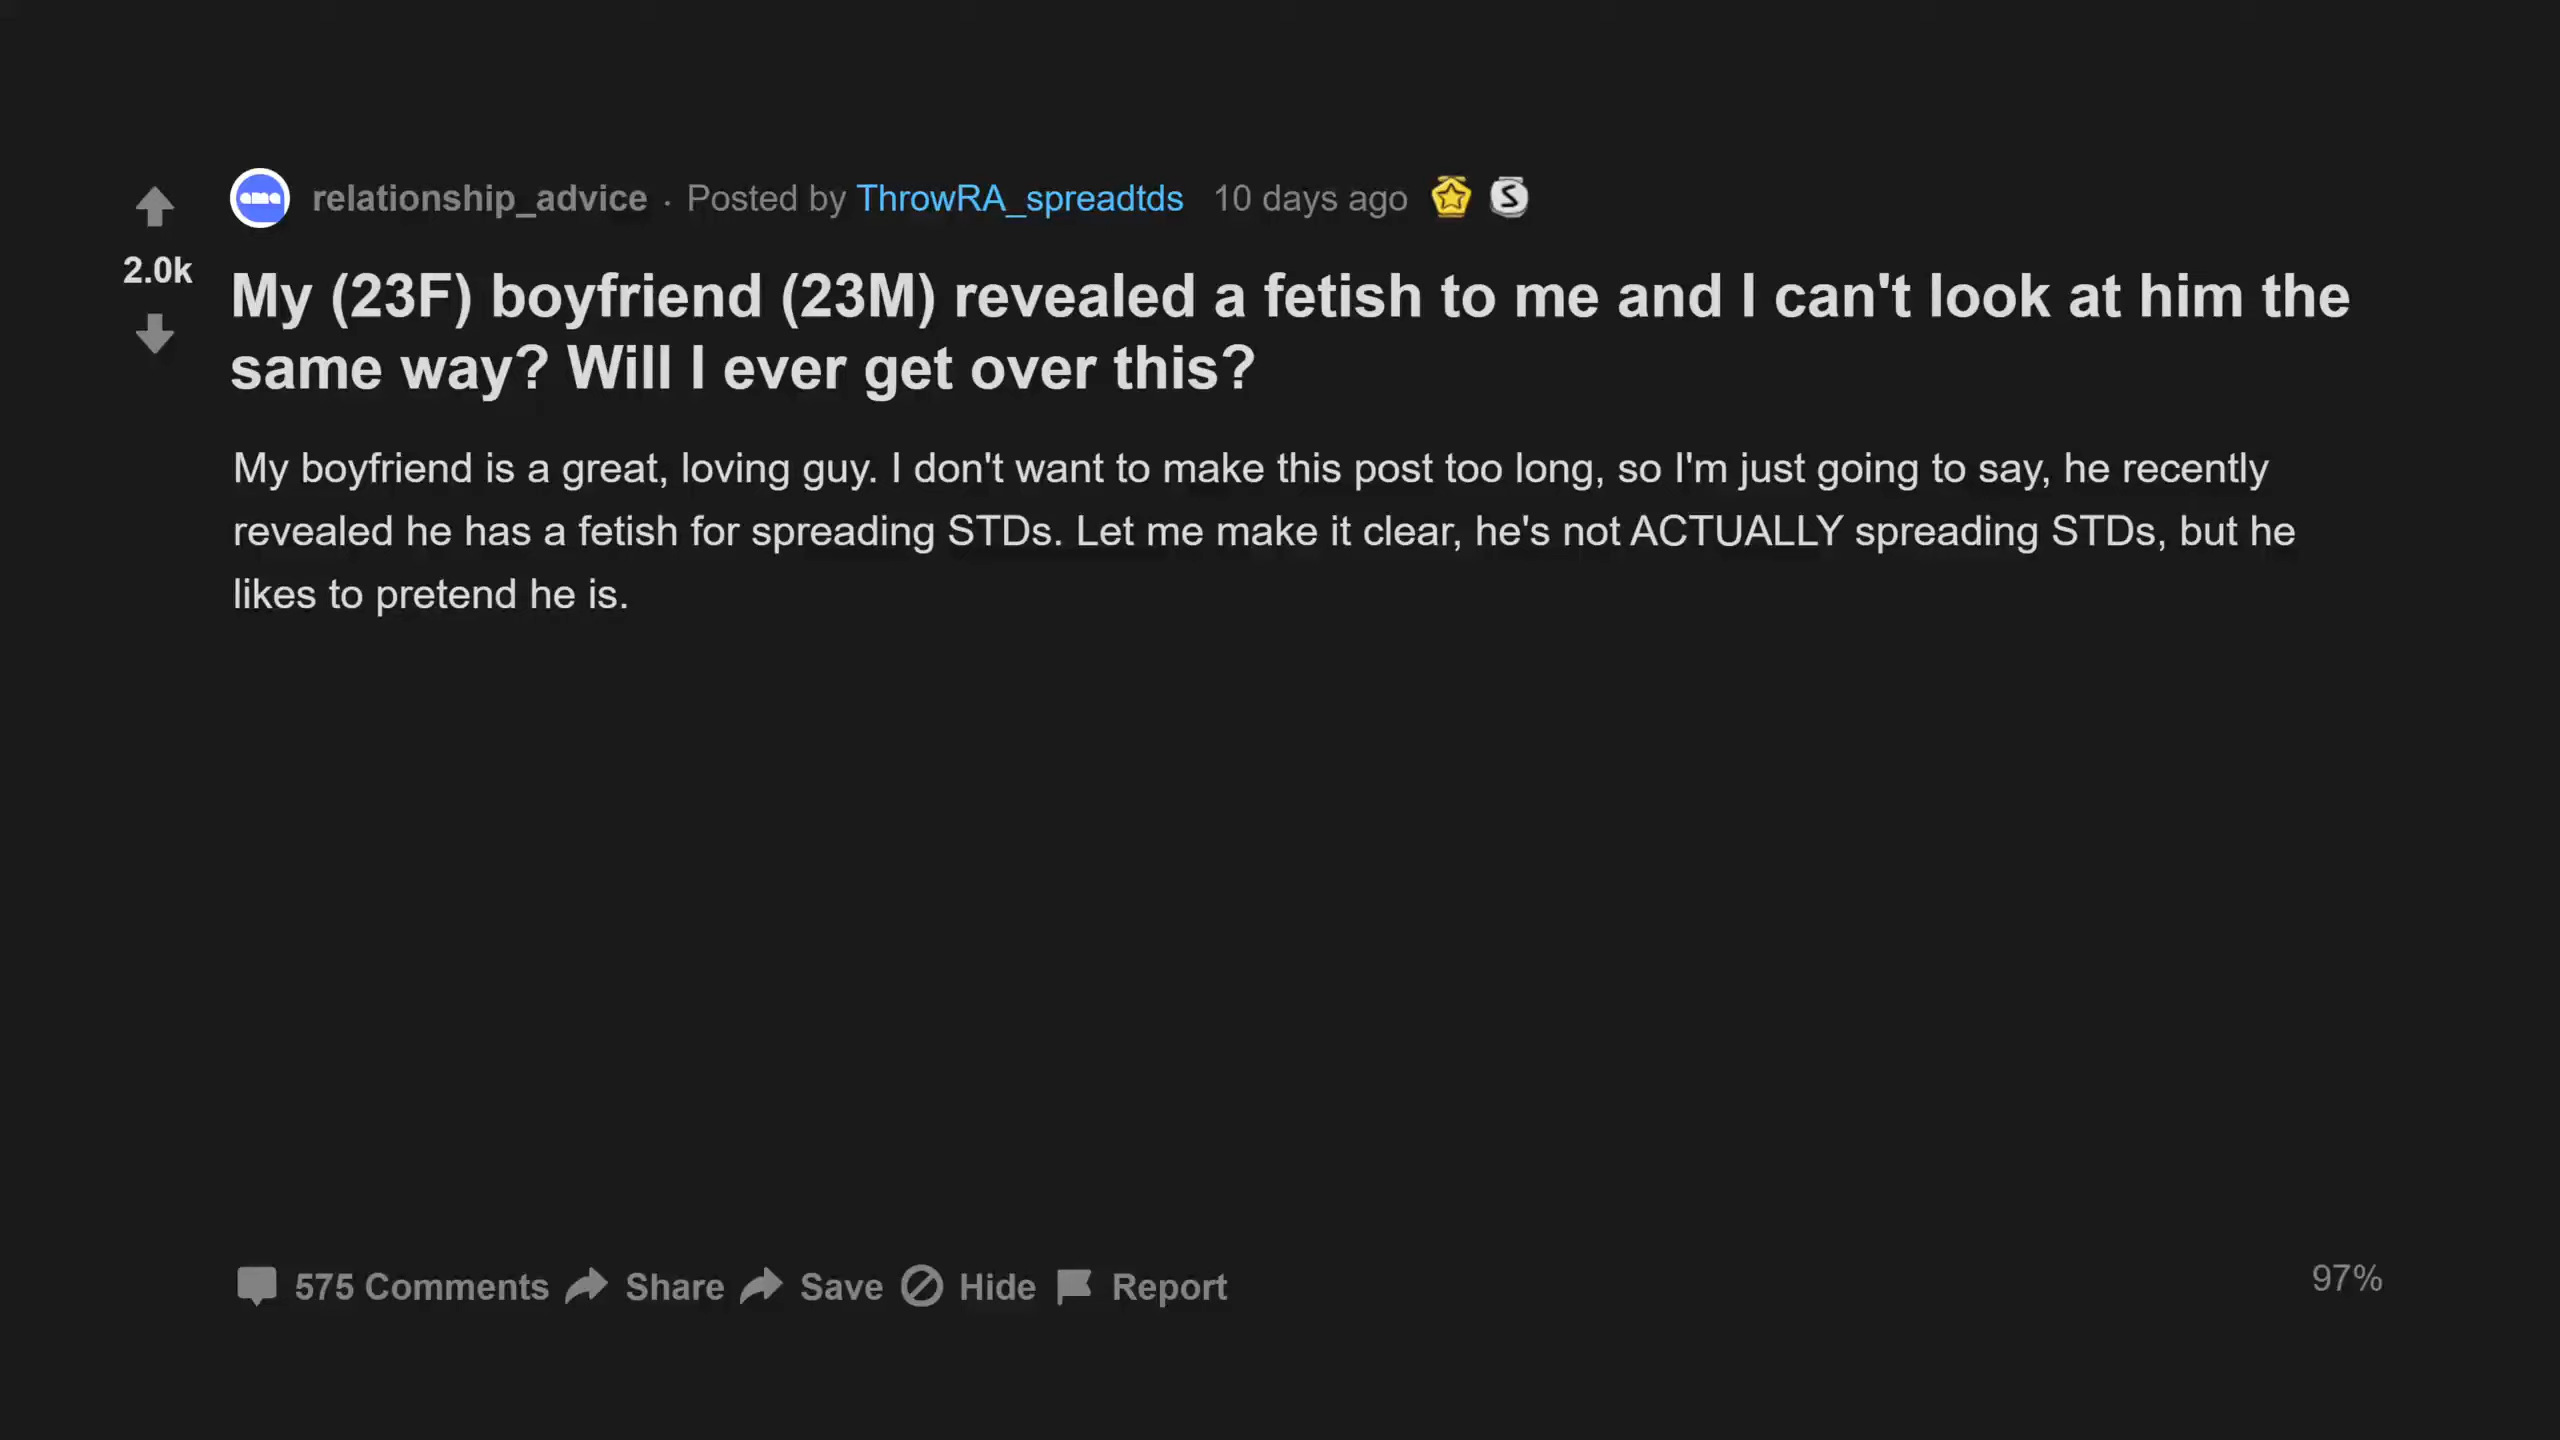 relationship_advice · Posted by ThrowRA_spreadtds 10 days ago
2.0k
My (23F) boyfriend (23M) revealed a fetish to me and I can't look at him the
same way? Will I ever get over this?
My boyfriend is a great, loving guy. I don't want to make this post too long, so I'm just going to say, he recently
revealed he has a fetish for spreading STDs. Let me make it clear, he's not ACTUALLY spreading STDs, but he
likes to pretend he is.
575 Comments Share Save Hide Report
97%